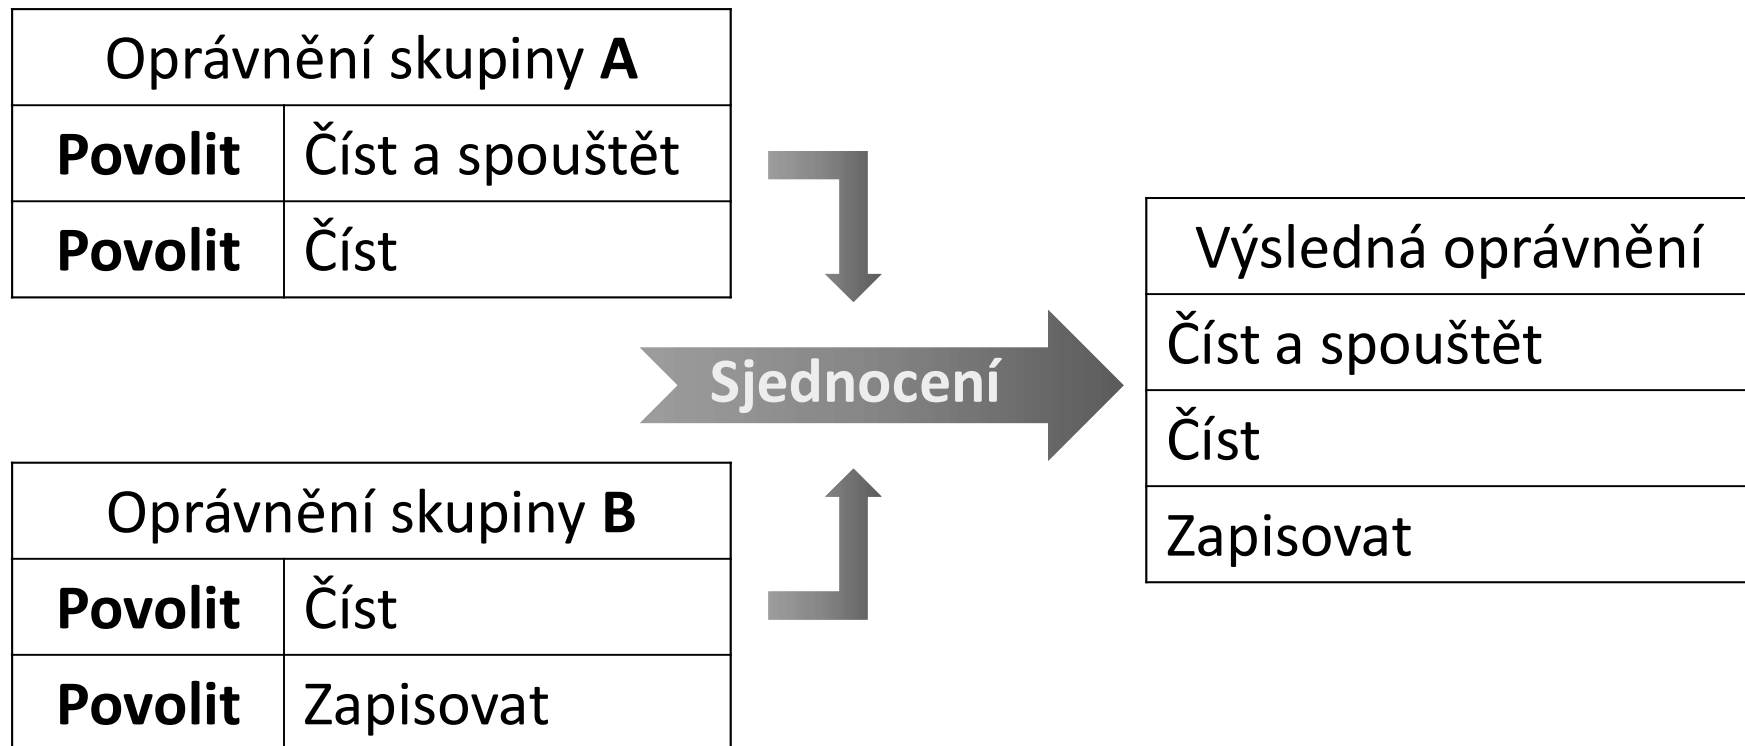 Oprávnění skupiny A
Povolit Číst a spouštět
Povolit Číst
Sjednocení
Oprávnění skupiny B
Povolit Číst
Povolit Zapisovat
Výsledná oprávnění
Číst a spouštět
Číst
Zapisovat